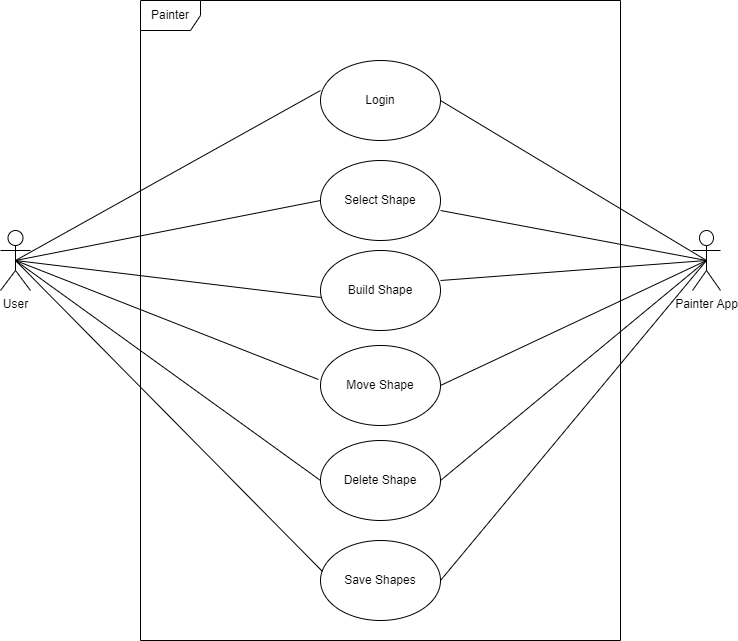 Painter
Login
Select Shape
Build Shape
User
Painter App
Move Shape
Delete Shape
Save Shapes